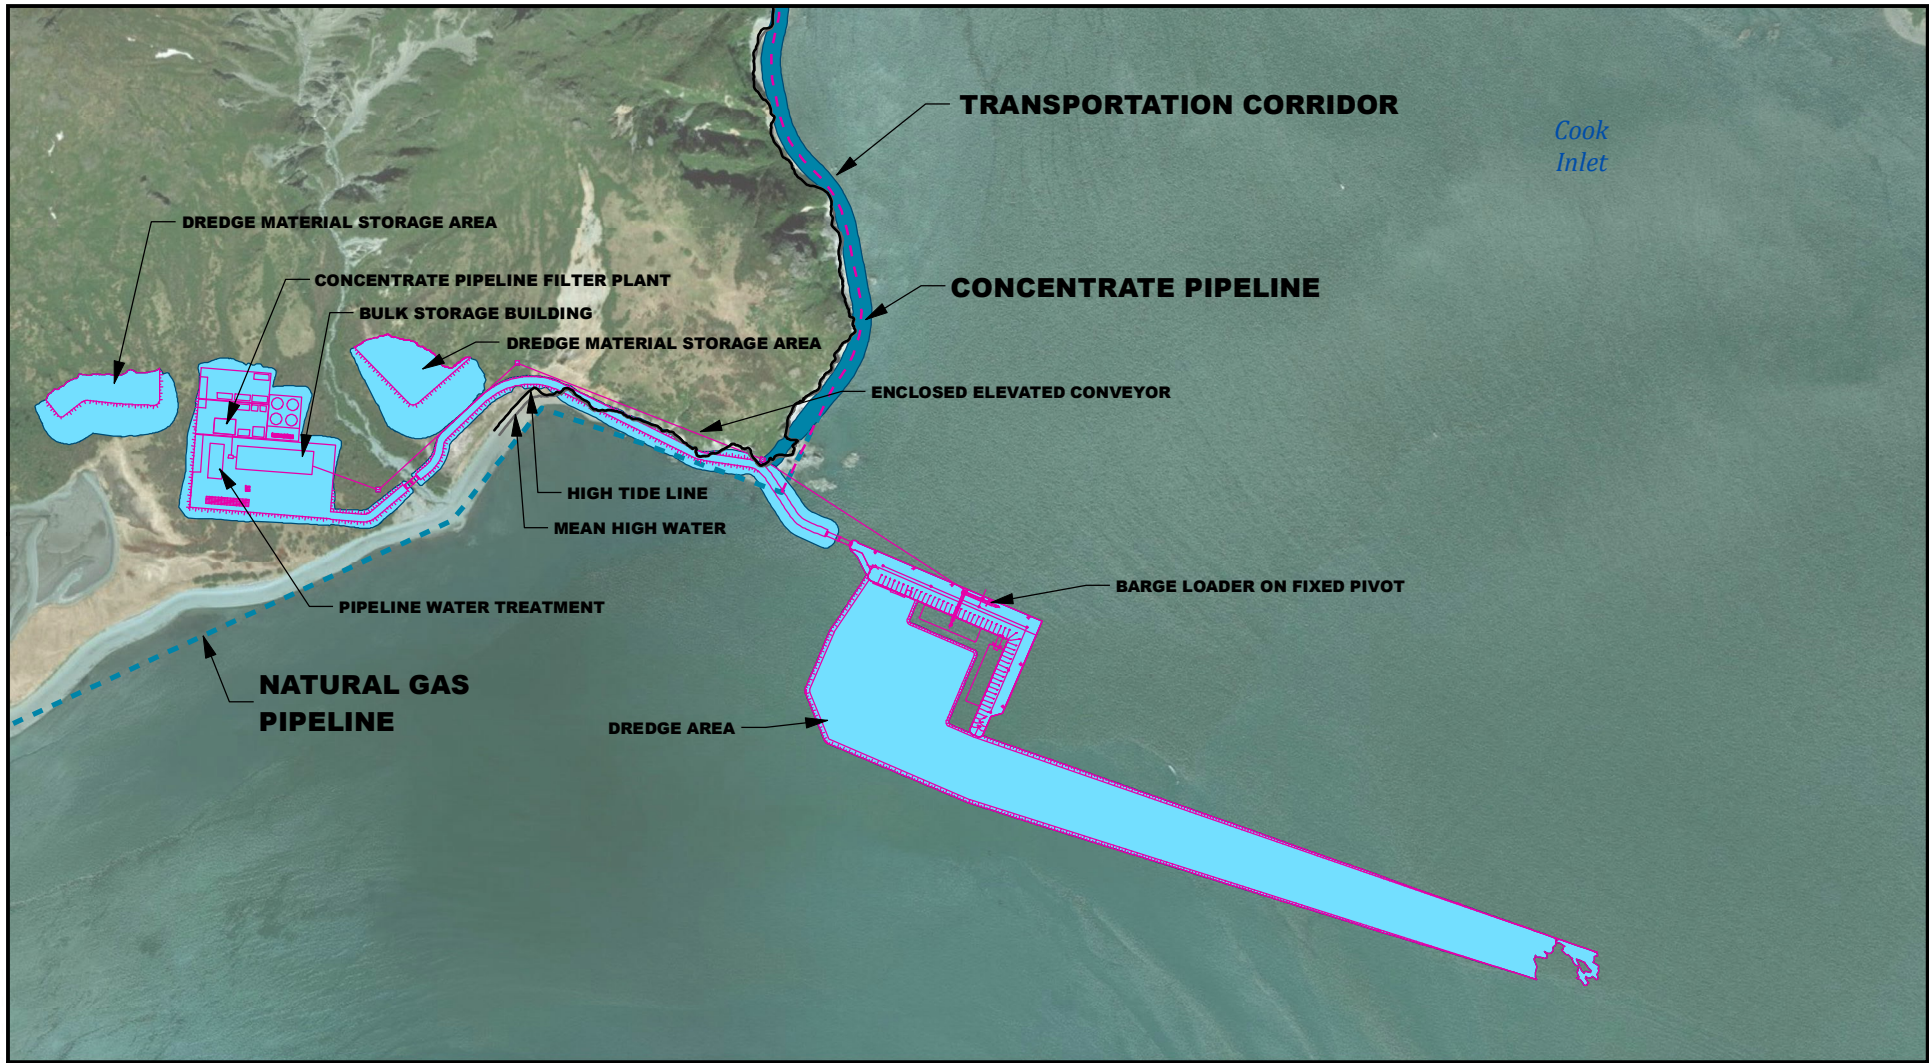 TRANSPORTATION CORRIDOR
Cook
Inlet
DREDGE MATERIAL STORAGE AREA
CONCENTRATE PIPELINE FILTER PLANT
CONCENTRATE PIPELINE
BULK STORAGE BUILDING
DREDGE MATERIAL STORAGE AREA
ENCLOSED ELEVATED CONVEYOR
HIGH TIDE LINE
MEAN HIGH WATER
BARGE LOADER ON FIXED PIVOT
PIPELINE WATER TREATMENT
NATURAL GAS
PIPELINE
DREDGE AREA